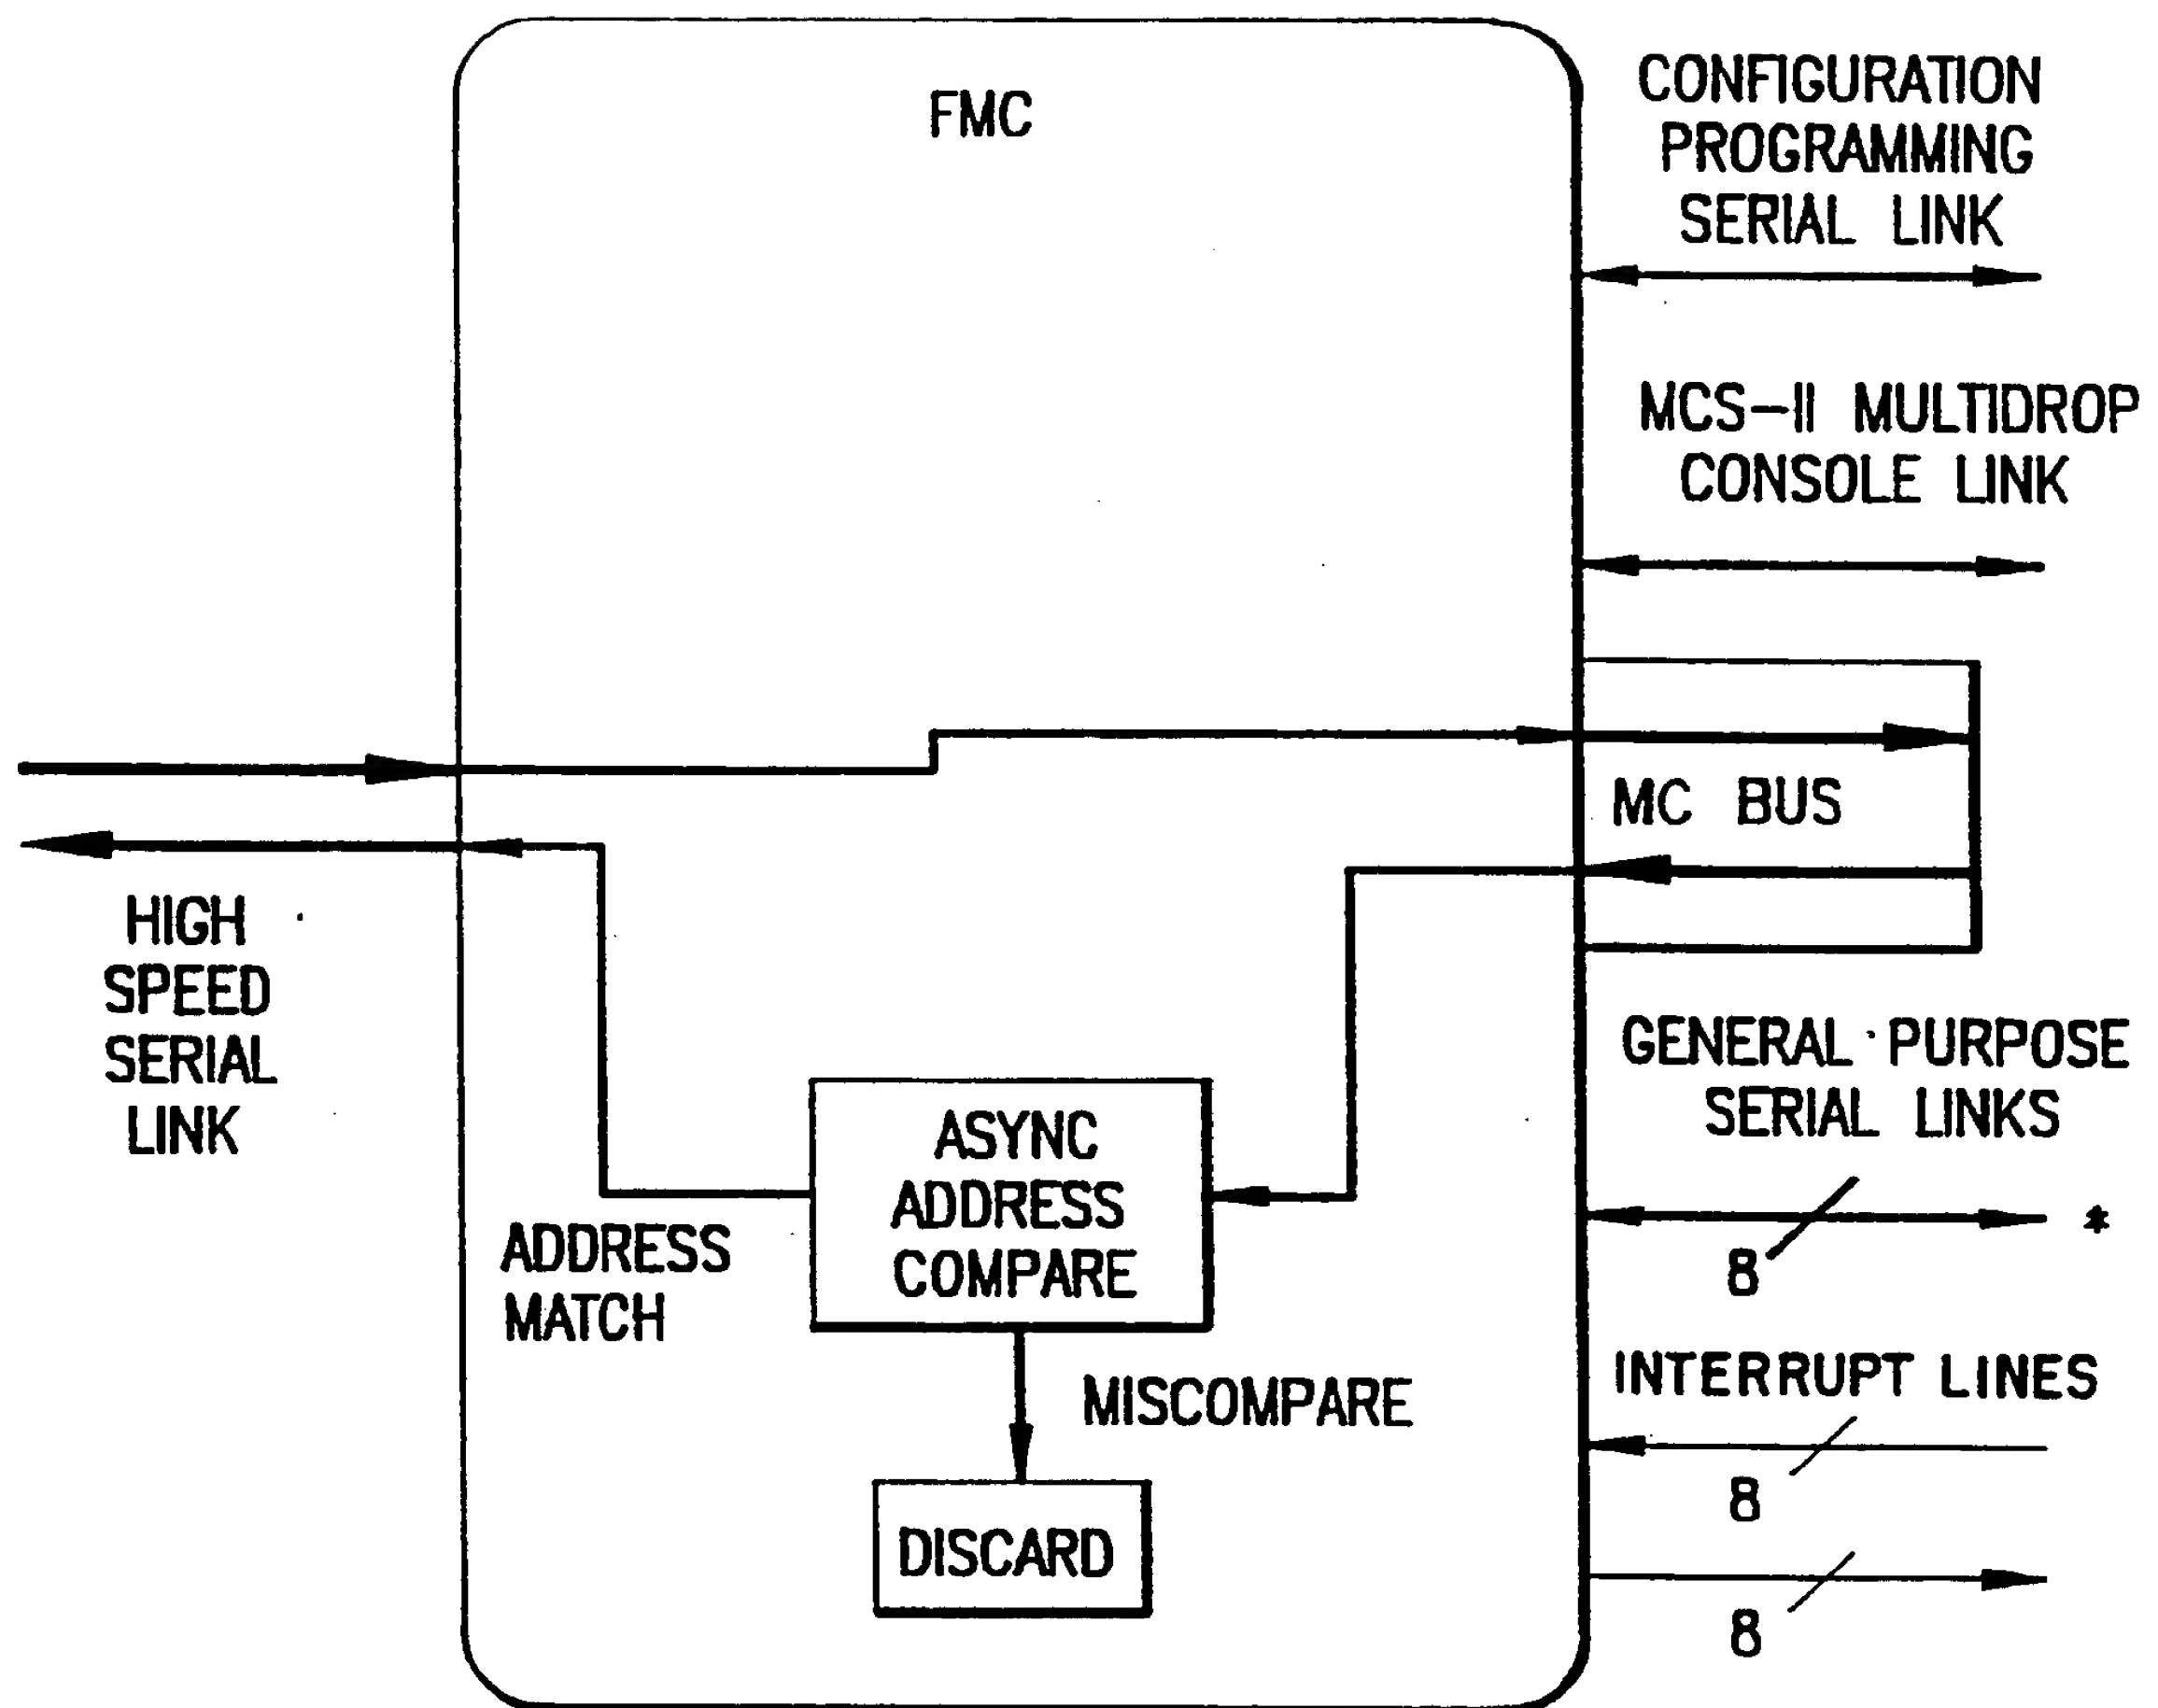 FMC
CONFIGURATION
PROGRAMMING
SERIAL LINK
MCS-II MULTIDROP
CONSOLE LINK
MC BUS
HIGH
SPEED
SERIAL
LINK
GENERAL PURPOSE
SERIAL LINKS
*
8
ASYNC
ADDRESS
COMPARE
ADDRESS
MATCH
MISCOMPARE
DISCARD
INTERRUPT LINES
8
8